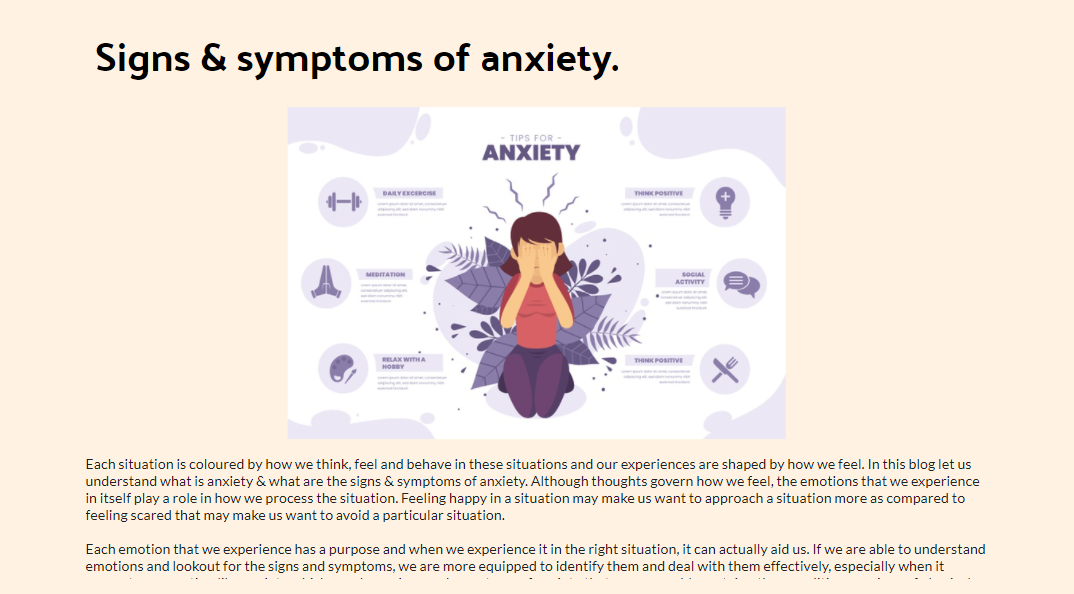 Signs & symptoms of anxiety.
- TIPS FOR -
ANXIETY
DAILY EXCERCISE
THINK POSITIVE
MEDITATION
SOCIAL
ACTIVITY
RELAX WITH A
HOBBY
THINK POSITIVE
Each situation is coloured by how we think, feel and behave in these situations and our experiences are shaped by how we feel. In this blog let us
understand what is anxiety & what are the signs & symptoms of anxiety. Although thoughts govern how we feel, the emotions that we experience
in itself play a role in how we process the situation. Feeling happy in a situation may make us want to approach a situation more as compared to
feeling scared that may make us want to avoid a particular situation.
Each emotion that we experience has a purpose and when we experience it in the right situation, it can actually aid us. If we are able to understand
emotions and lookout for the signs and symptoms, we are more equipped to identify them and deal with them effectively, especially when it